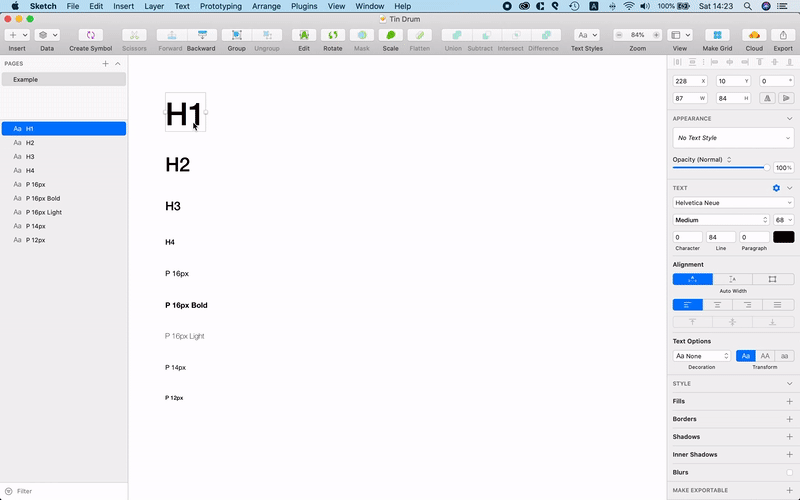 Sketch File Edit Insert Layer Text Prototyping Arrange Plugins View Window Help A 100% Sat 14:23
Tin Drum
84% Aa
Insert Data Create Symbol Scissors Forward Backward Group Ungroup Edit Rotate Mask Scale Flatten Union Subtract Intersect Difference Text Styles Zoom View Make Grid Cloud Export
PAGES
Example
Aa H1
Aa H2
Aa H3
Aa H4
Aa P 16px
Aa P 16px Bold
Aa P 16px Light
Aa P 14px
Aa P 12px
Filter
H1
H2
H3
H4
P 16px
P 16px Bold
P 16px Light
P 14px
P 12px
228 X 10 Y 0 °
87 W 84 H
APPEARANCE
No Text Style
Opacity (Normal) 100%
TEXT
Helvetica Neue
Medium 68
0 84 0
Character Line Paragraph
Alignment
Auto Width
Text Options
Aa None Aa AA aa
Decoration Transform
STYLE
Fills
Borders
Shadows
Inner Shadows
Blurs
MAKE EXPORTABLE